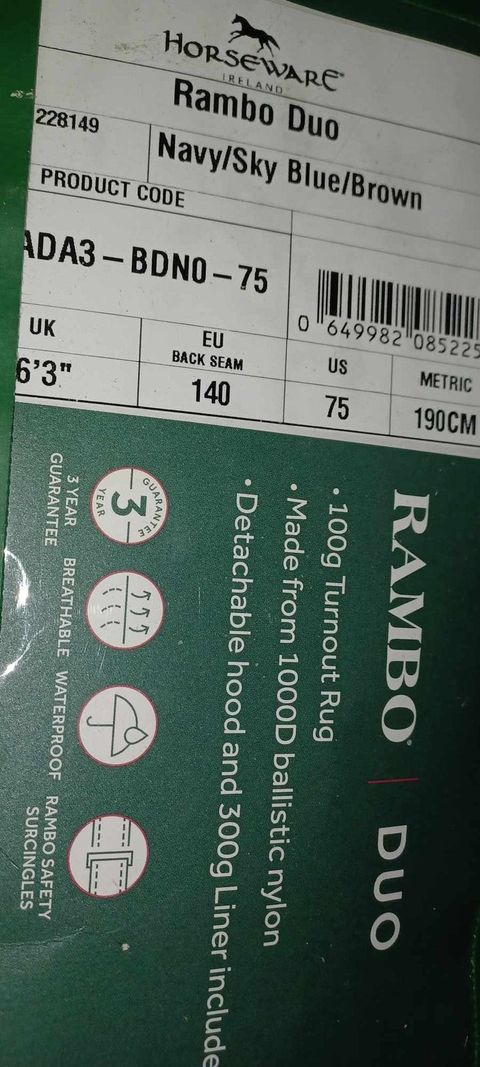 HORSEWARE
IRELAND
Rambo Duo
228149
Navy/Sky Blue/Brown
PRODUCT CODE
ADA3-BDN0-75
0 649982 085225
UK
EU
BACK SEAM
US
METRIC
6'3"
140
75
190CM
RAMBO | DUO
• 100g Turnout Rug
• Made from 1000D ballistic nylon
• Detachable hood and 300g Liner include
GUARANTEE
3
YEAR
3 YEAR
GUARANTEE
BREATHABLE
WATERPROOF
RAMBO SAFETY
SURCINGLES